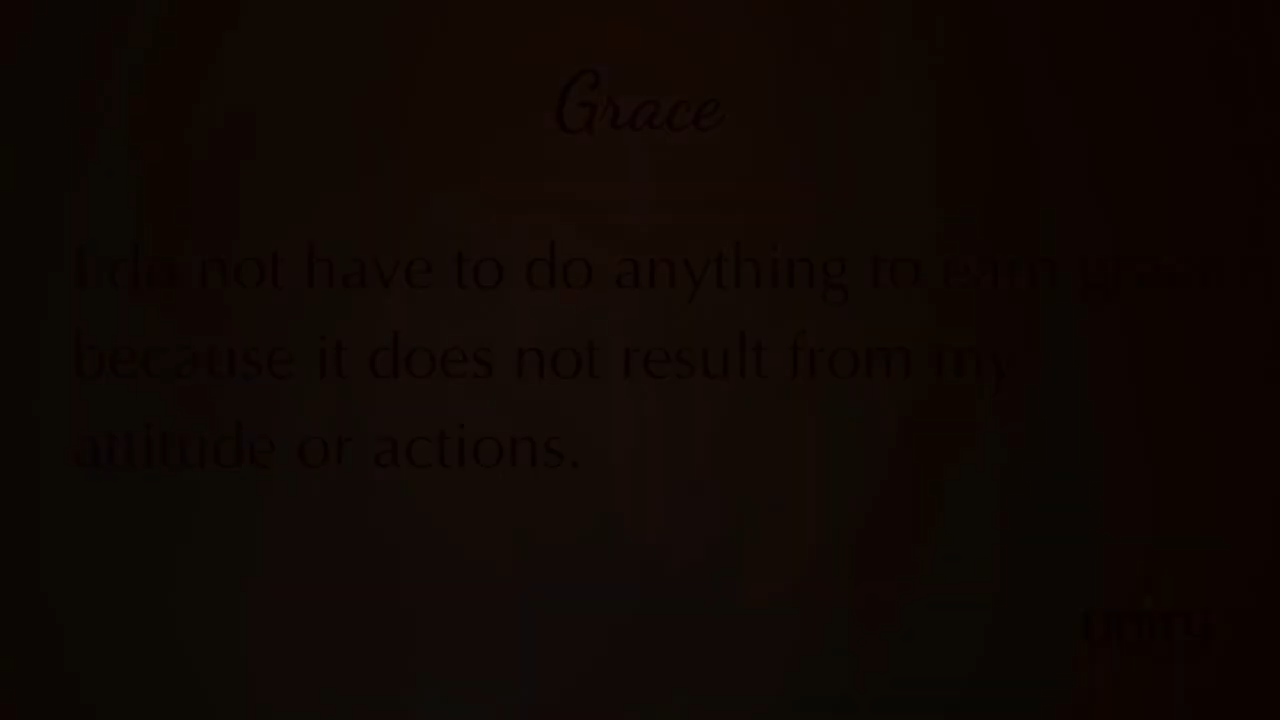 Grace
I do not have to do anything to earn grace
because it does not result from my
attitude or actions.
unity